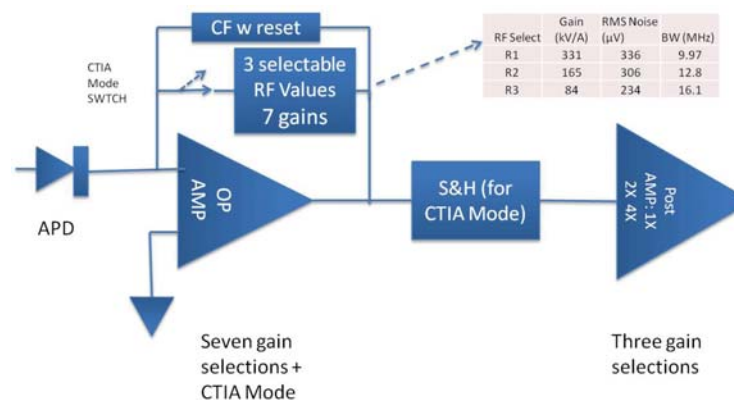 CF w reset
3 selectable
RF Values
7 gains
CTIA
Mode
SWTCH
Gain RMS Noise
RF Select (kV/A) (µV) BW (MHz)
R1 331 336 9.97
R2 165 306 12.8
R3 84 234 16.1
APD
OP
AMP
S&H (for
CTIA Mode)
Post
AMP: 1X
2X 4X
Seven gain
selections +
CTIA Mode
Three gain
selections